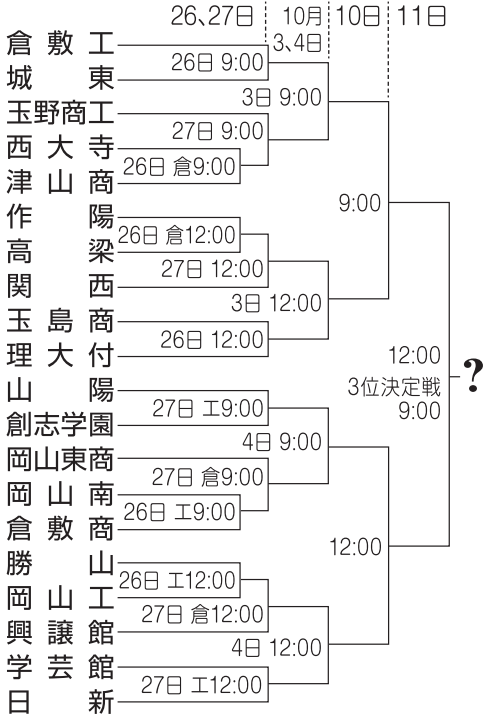 26、27日 10月 10日 11日
3、4日
倉敷工
26日 9:00
城東
3日 9:00
玉野商工
27日 9:00
西大寺
26日 倉9:00
津山商
9:00
作陽
26日 倉12:00
高梁
27日 12:00
関西
3日 12:00
玉島商
26日 12:00
理大付
12:00
3位決定戦
9:00
?
山陽
27日 工9:00
創志学園
4日 9:00
岡山東商
27日 倉9:00
岡山南
26日 工9:00
倉敷商
12:00
勝山
26日 工12:00
岡山工
27日 倉12:00
興譲館
4日 12:00
学芸館
27日 工12:00
日新